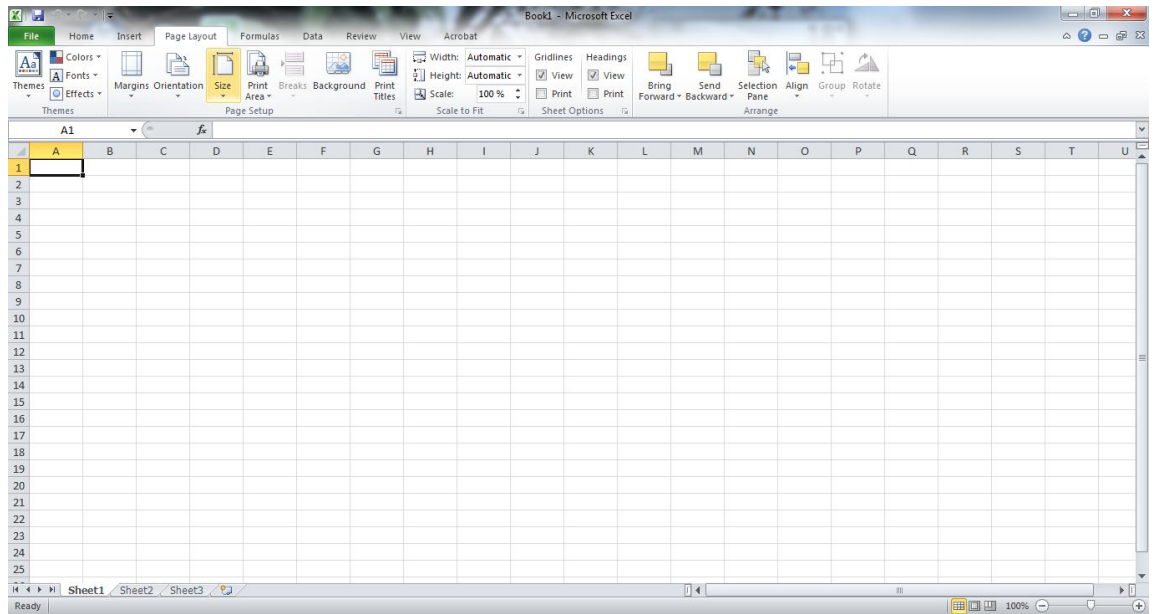 Book1 - Microsoft Excel
File Home Insert Page Layout Formulas Data Review View Acrobat
Colors Width: Automatic Gridlines Headings
Fonts Height: Automatic View View
Themes Effects Margins Orientation Size Print Area Breaks Background Print Titles Scale: 100 % Print Print Bring Forward Send Backward Selection Pane Align Group Rotate
Themes Page Setup Scale to Fit Sheet Options Arrange
A1 fx
A B C D E F G H I J K L M N O P Q R S T U
1
2
3
4
5
6
7
8
9
10
11
12
13
14
15
16
17
18
19
20
21
22
23
24
25
Sheet1 Sheet2 Sheet3
Ready 100%